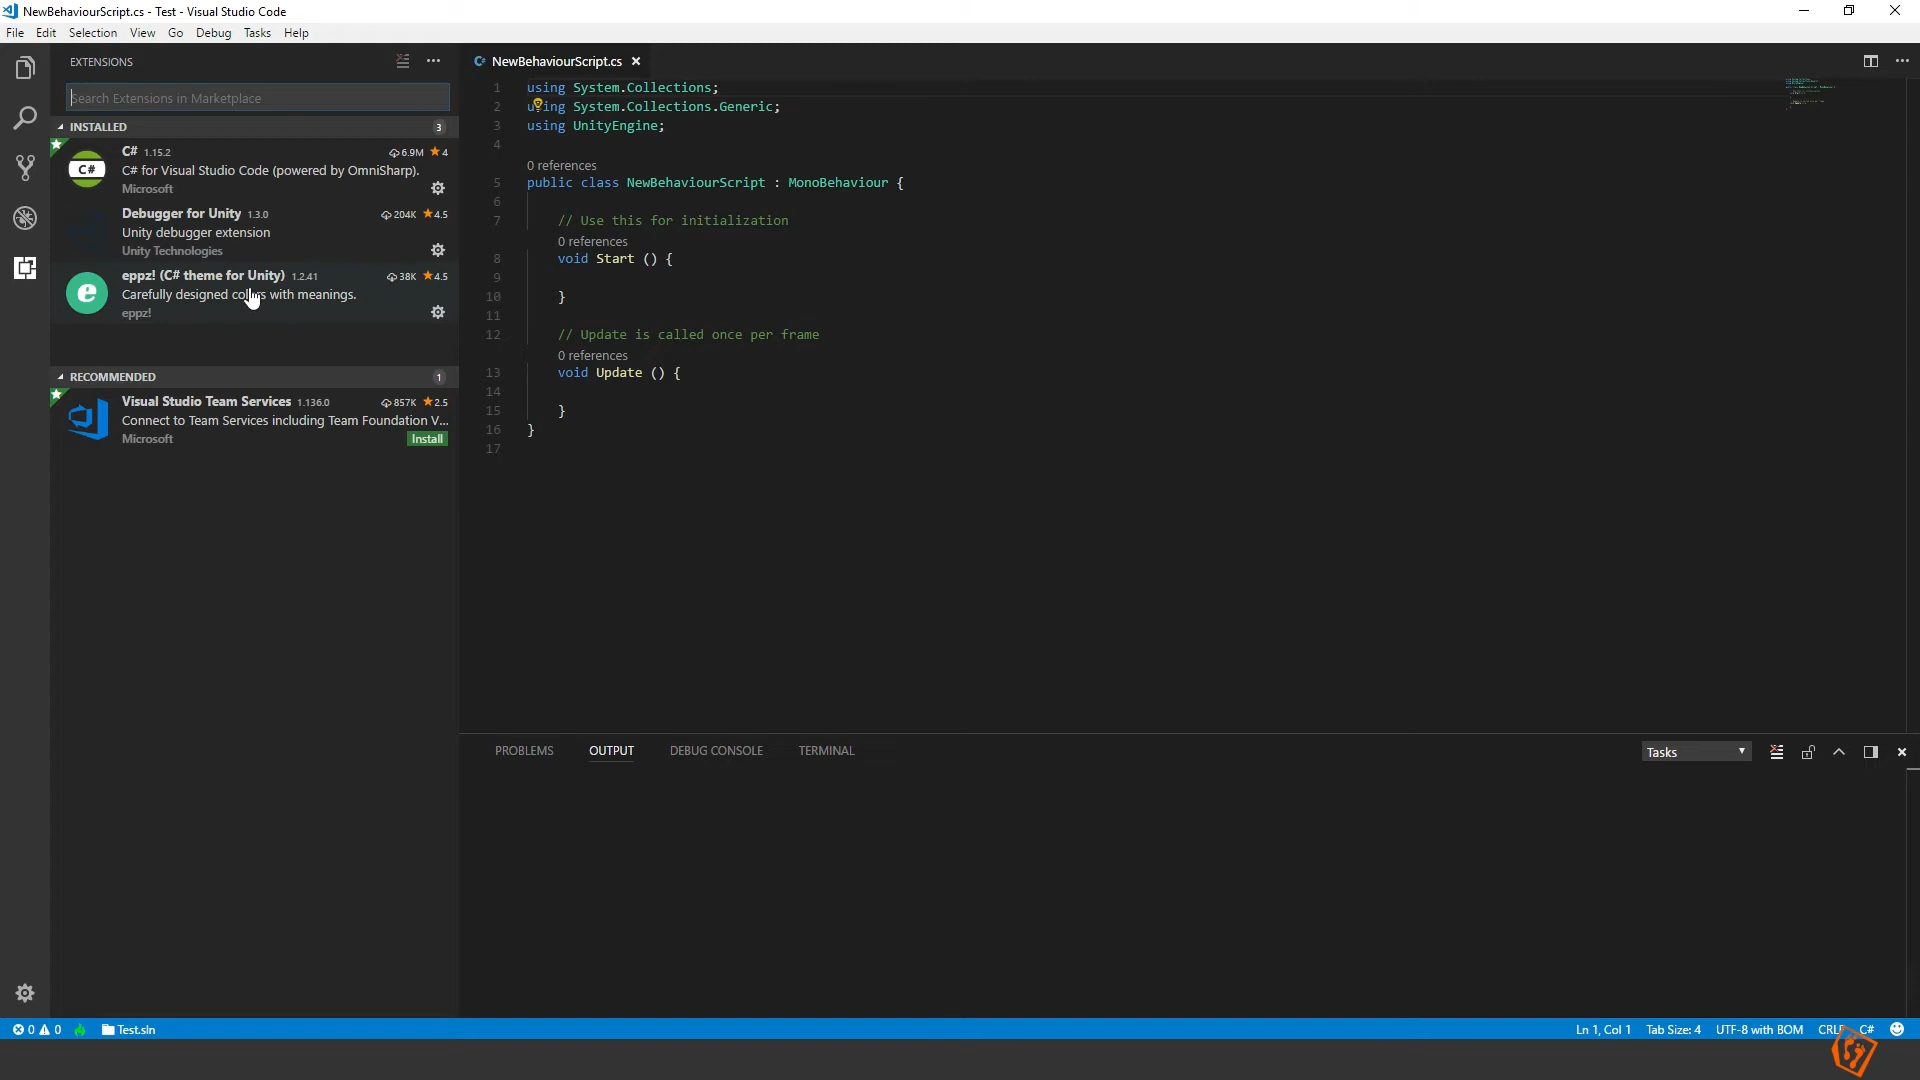 NewBehaviourScript.cs - Test - Visual Studio Code
File Edit Selection View Go Debug Tasks Help
EXTENSIONS
Search Extensions in Marketplace
INSTALLED 3
C# 1.15.2 6.9M 4
C# for Visual Studio Code (powered by OmniSharp).
Microsoft
Debugger for Unity 1.3.0 204K 4.5
Unity debugger extension
Unity Technologies
eppz! (C# theme for Unity) 1.2.41 38K 4.5
Carefully designed colors with meanings.
eppz!
RECOMMENDED 1
Visual Studio Team Services 1.136.0 857K 2.5
Connect to Team Services including Team Foundation V...
Microsoft Install
NewBehaviourScript.cs
1 using System.Collections;
2 using System.Collections.Generic;
3 using UnityEngine;
4
0 references
5 public class NewBehaviourScript : MonoBehaviour {
6
7 // Use this for initialization
0 references
8 void Start () {
9
10 }
11
12 // Update is called once per frame
0 references
13 void Update () {
14
15 }
16 }
17
PROBLEMS OUTPUT DEBUG CONSOLE TERMINAL Tasks
0 0 Test.sln Ln 1, Col 1 Tab Size: 4 UTF-8 with BOM CRLF C#